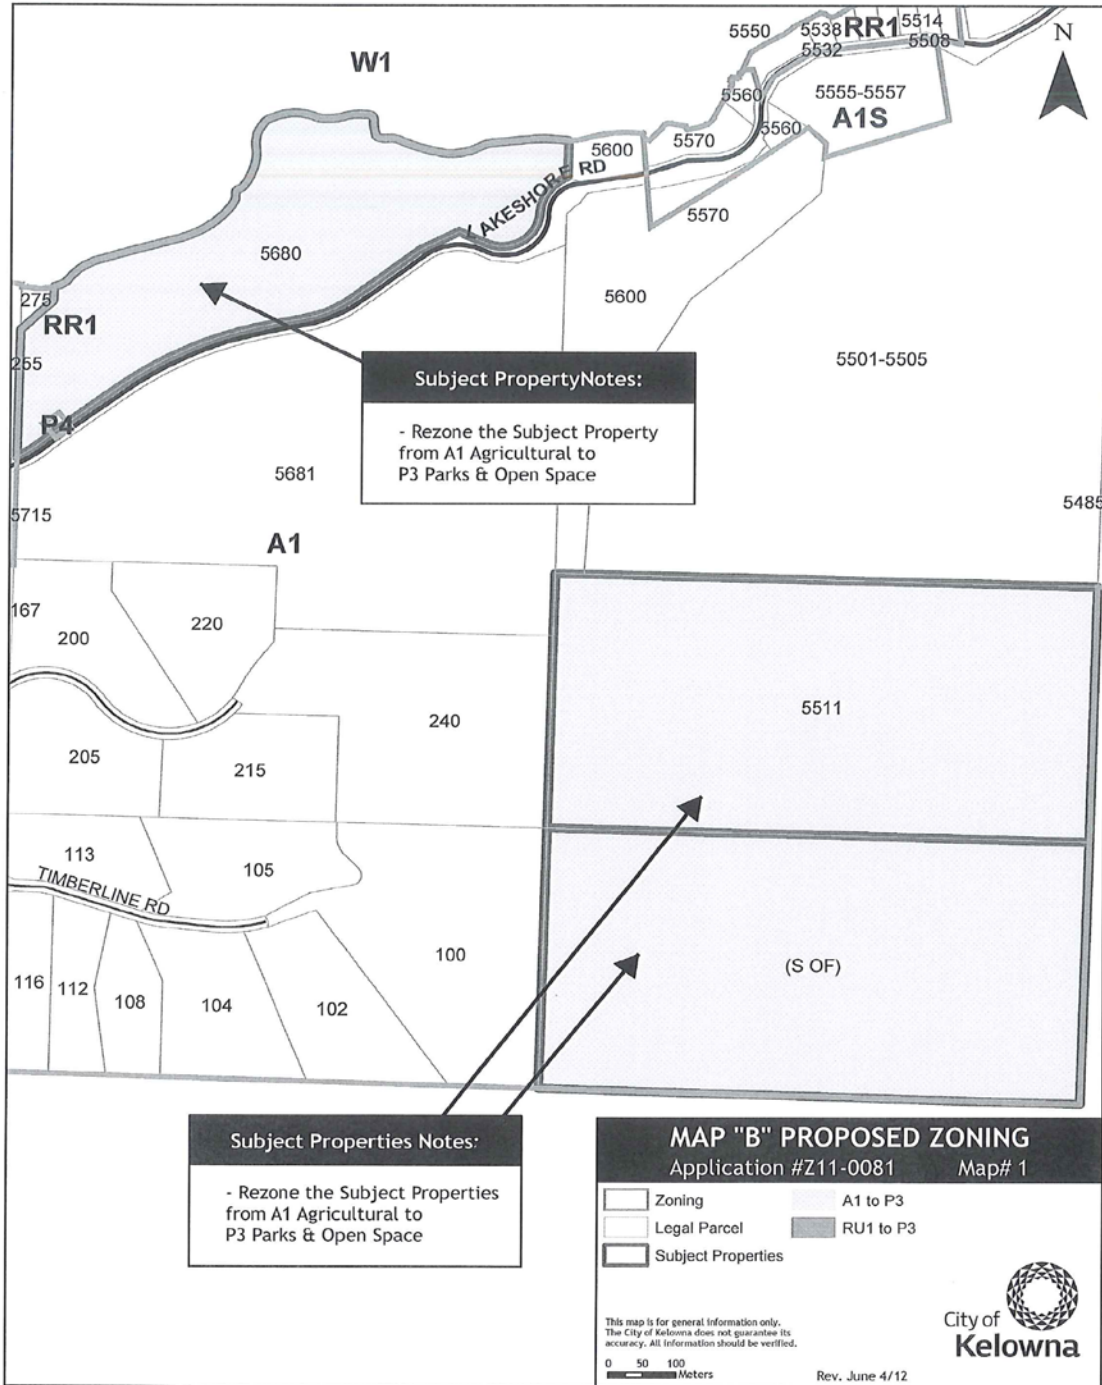 W1
5550
5538
RR1
5514
5532
5508
N
5560
5555-5557
A1S
5560
5570
5600
LAKESHORE RD
5570
5680
5600
275
RR1
255
5501-5505
Subject PropertyNotes:
- Rezone the Subject Property
from A1 Agricultural to
P3 Parks & Open Space
P4
5681
5485
5715
A1
167
200
220
240
5511
205
215
113
105
TIMBERLINE RD
100
(S OF)
116
112
108
104
102
Subject Properties Notes:
- Rezone the Subject Properties
from A1 Agricultural to
P3 Parks & Open Space
MAP "B" PROPOSED ZONING
Application #Z11-0081 Map# 1
Zoning
A1 to P3
Legal Parcel
RU1 to P3
Subject Properties
This map is for general information only.
The City of Kelowna does not guarantee its
accuracy. All information should be verified.
0 50 100
Meters
Rev. June 4/12
City of
Kelowna